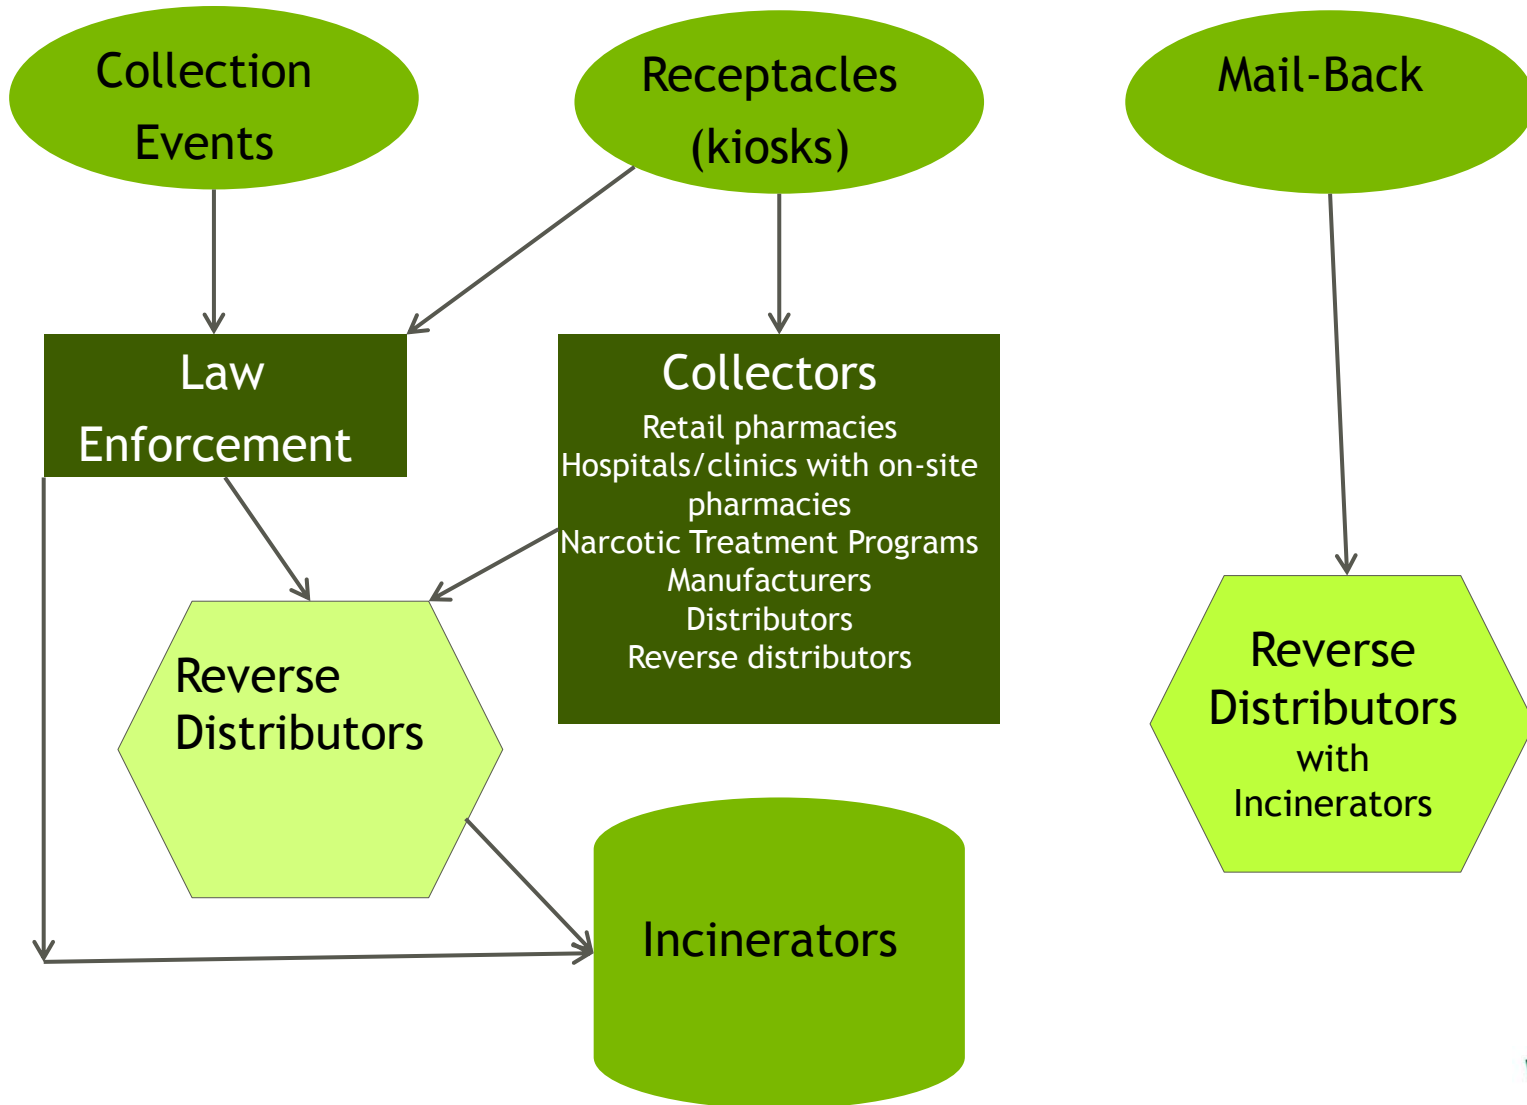 Collection
Events
Receptacles
(kiosks)
Mail-Back
Law
Enforcement
Collectors
Retail pharmacies
Hospitals/clinics with on-site
pharmacies
Narcotic Treatment Programs
Manufacturers
Distributors
Reverse distributors
Reverse
Distributors
Reverse
Distributors
with
Incinerators
Incinerators